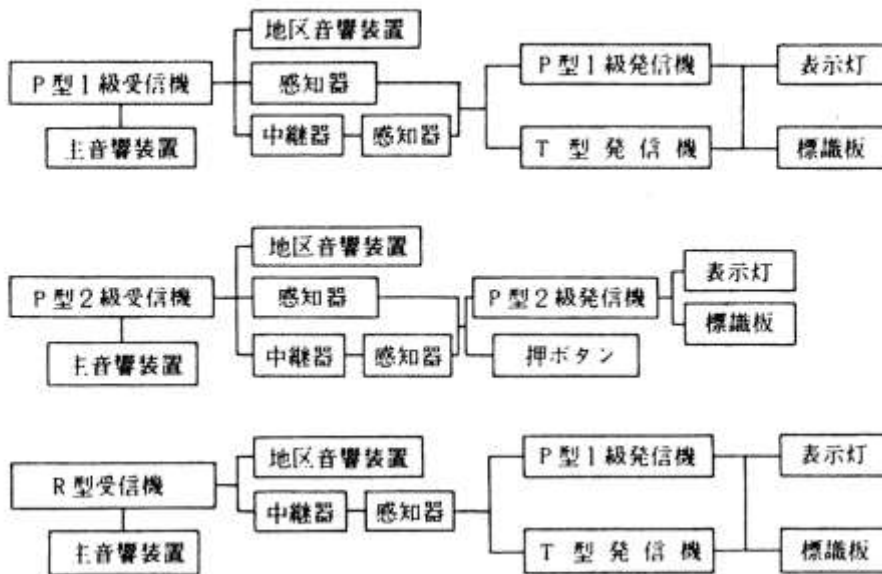 地区音響装置
P型1級受信機
感知器
P型1級発信機
表示灯
主音響装置
中継器
感知器
T型発信機
標識板
地区音響装置
P型2級受信機
感知器
P型2級発信機
表示灯
標識板
主音響装置
中継器
感知器
押ボタン
地区音響装置
P型1級発信機
表示灯
R型受信機
中継器
感知器
主音響装置
T型発信機
標識板